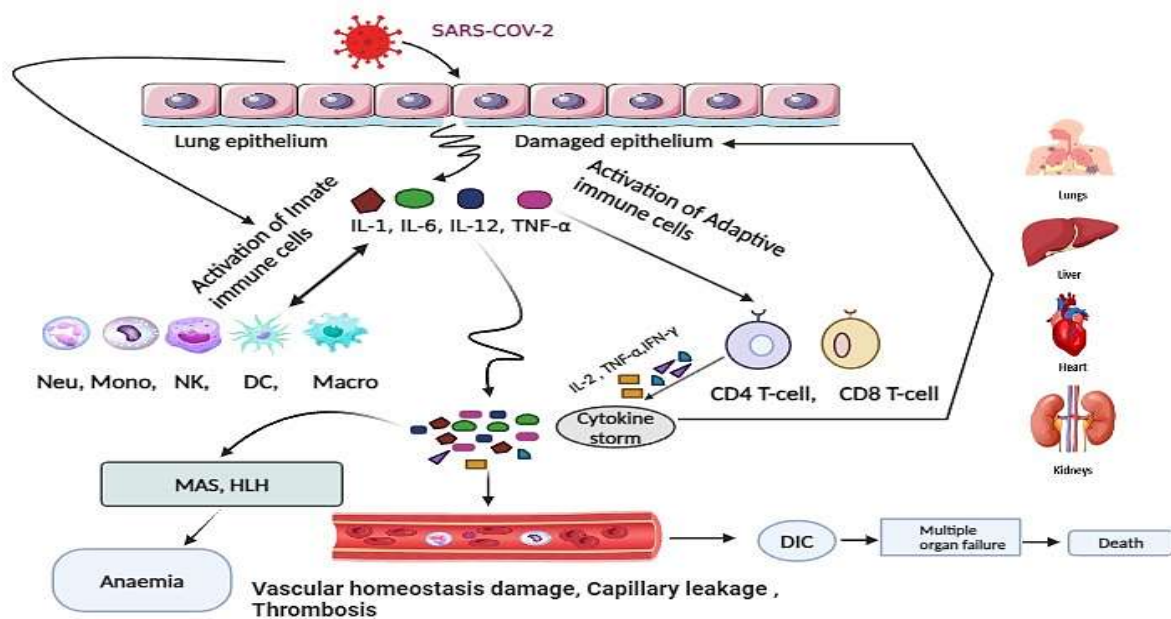 SARS-COV-2
Lung epithelium
Damaged epithelium
Activation of Innate
immune cells
IL-1, IL-6, IL-12, TNF-α
Activation of Adaptive
immune cells
Lungs
Liver
Heart
Kidneys
Neu, Mono, NK, DC, Macro
IL-2 , TNF-α,IFN-γ
CD4 T-cell, CD8 T-cell
Cytokine
storm
MAS, HLH
Anaemia
DIC
Multiple
organ failure
Death
Vascular homeostasis damage, Capillary leakage ,
Thrombosis